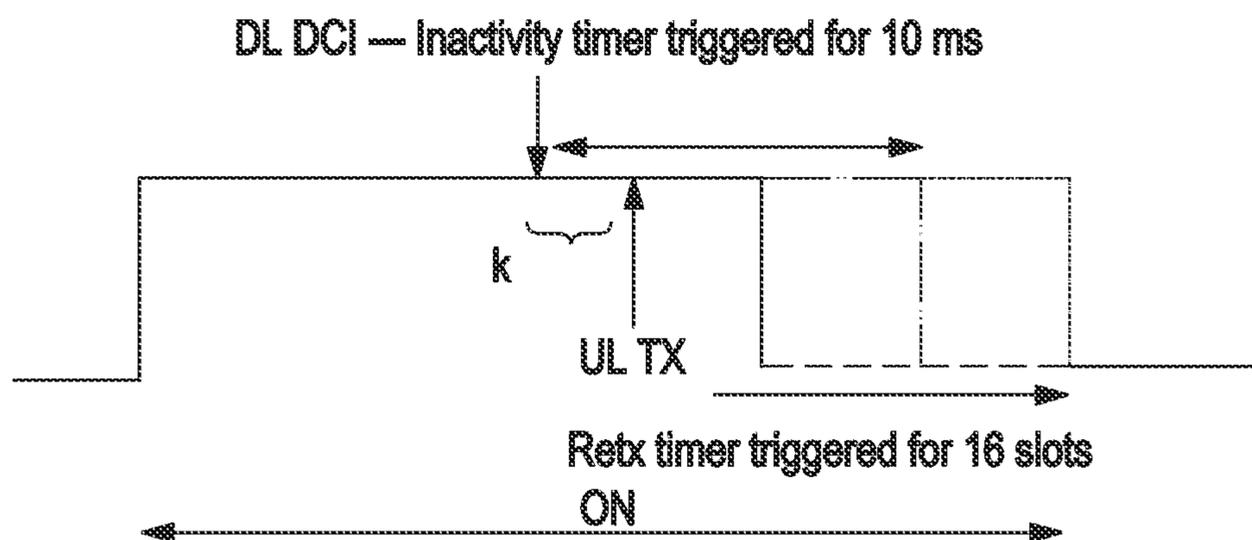 DL DCI — Inactivity timer triggered for 10 ms
k
UL TX
Retx timer triggered for 16 slots
ON